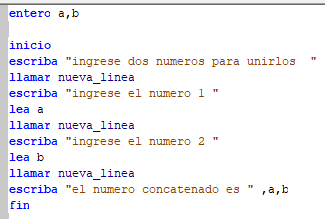 entero a,b
inicio
escriba "ingrese dos numeros para unirlos  "
llamar nueva_linea
escriba "ingrese el numero 1 "
lea a
llamar nueva_linea
escriba "ingrese el numero 2 "
lea b
llamar nueva_linea
escriba "el numero concatenado es " ,a,b
fin